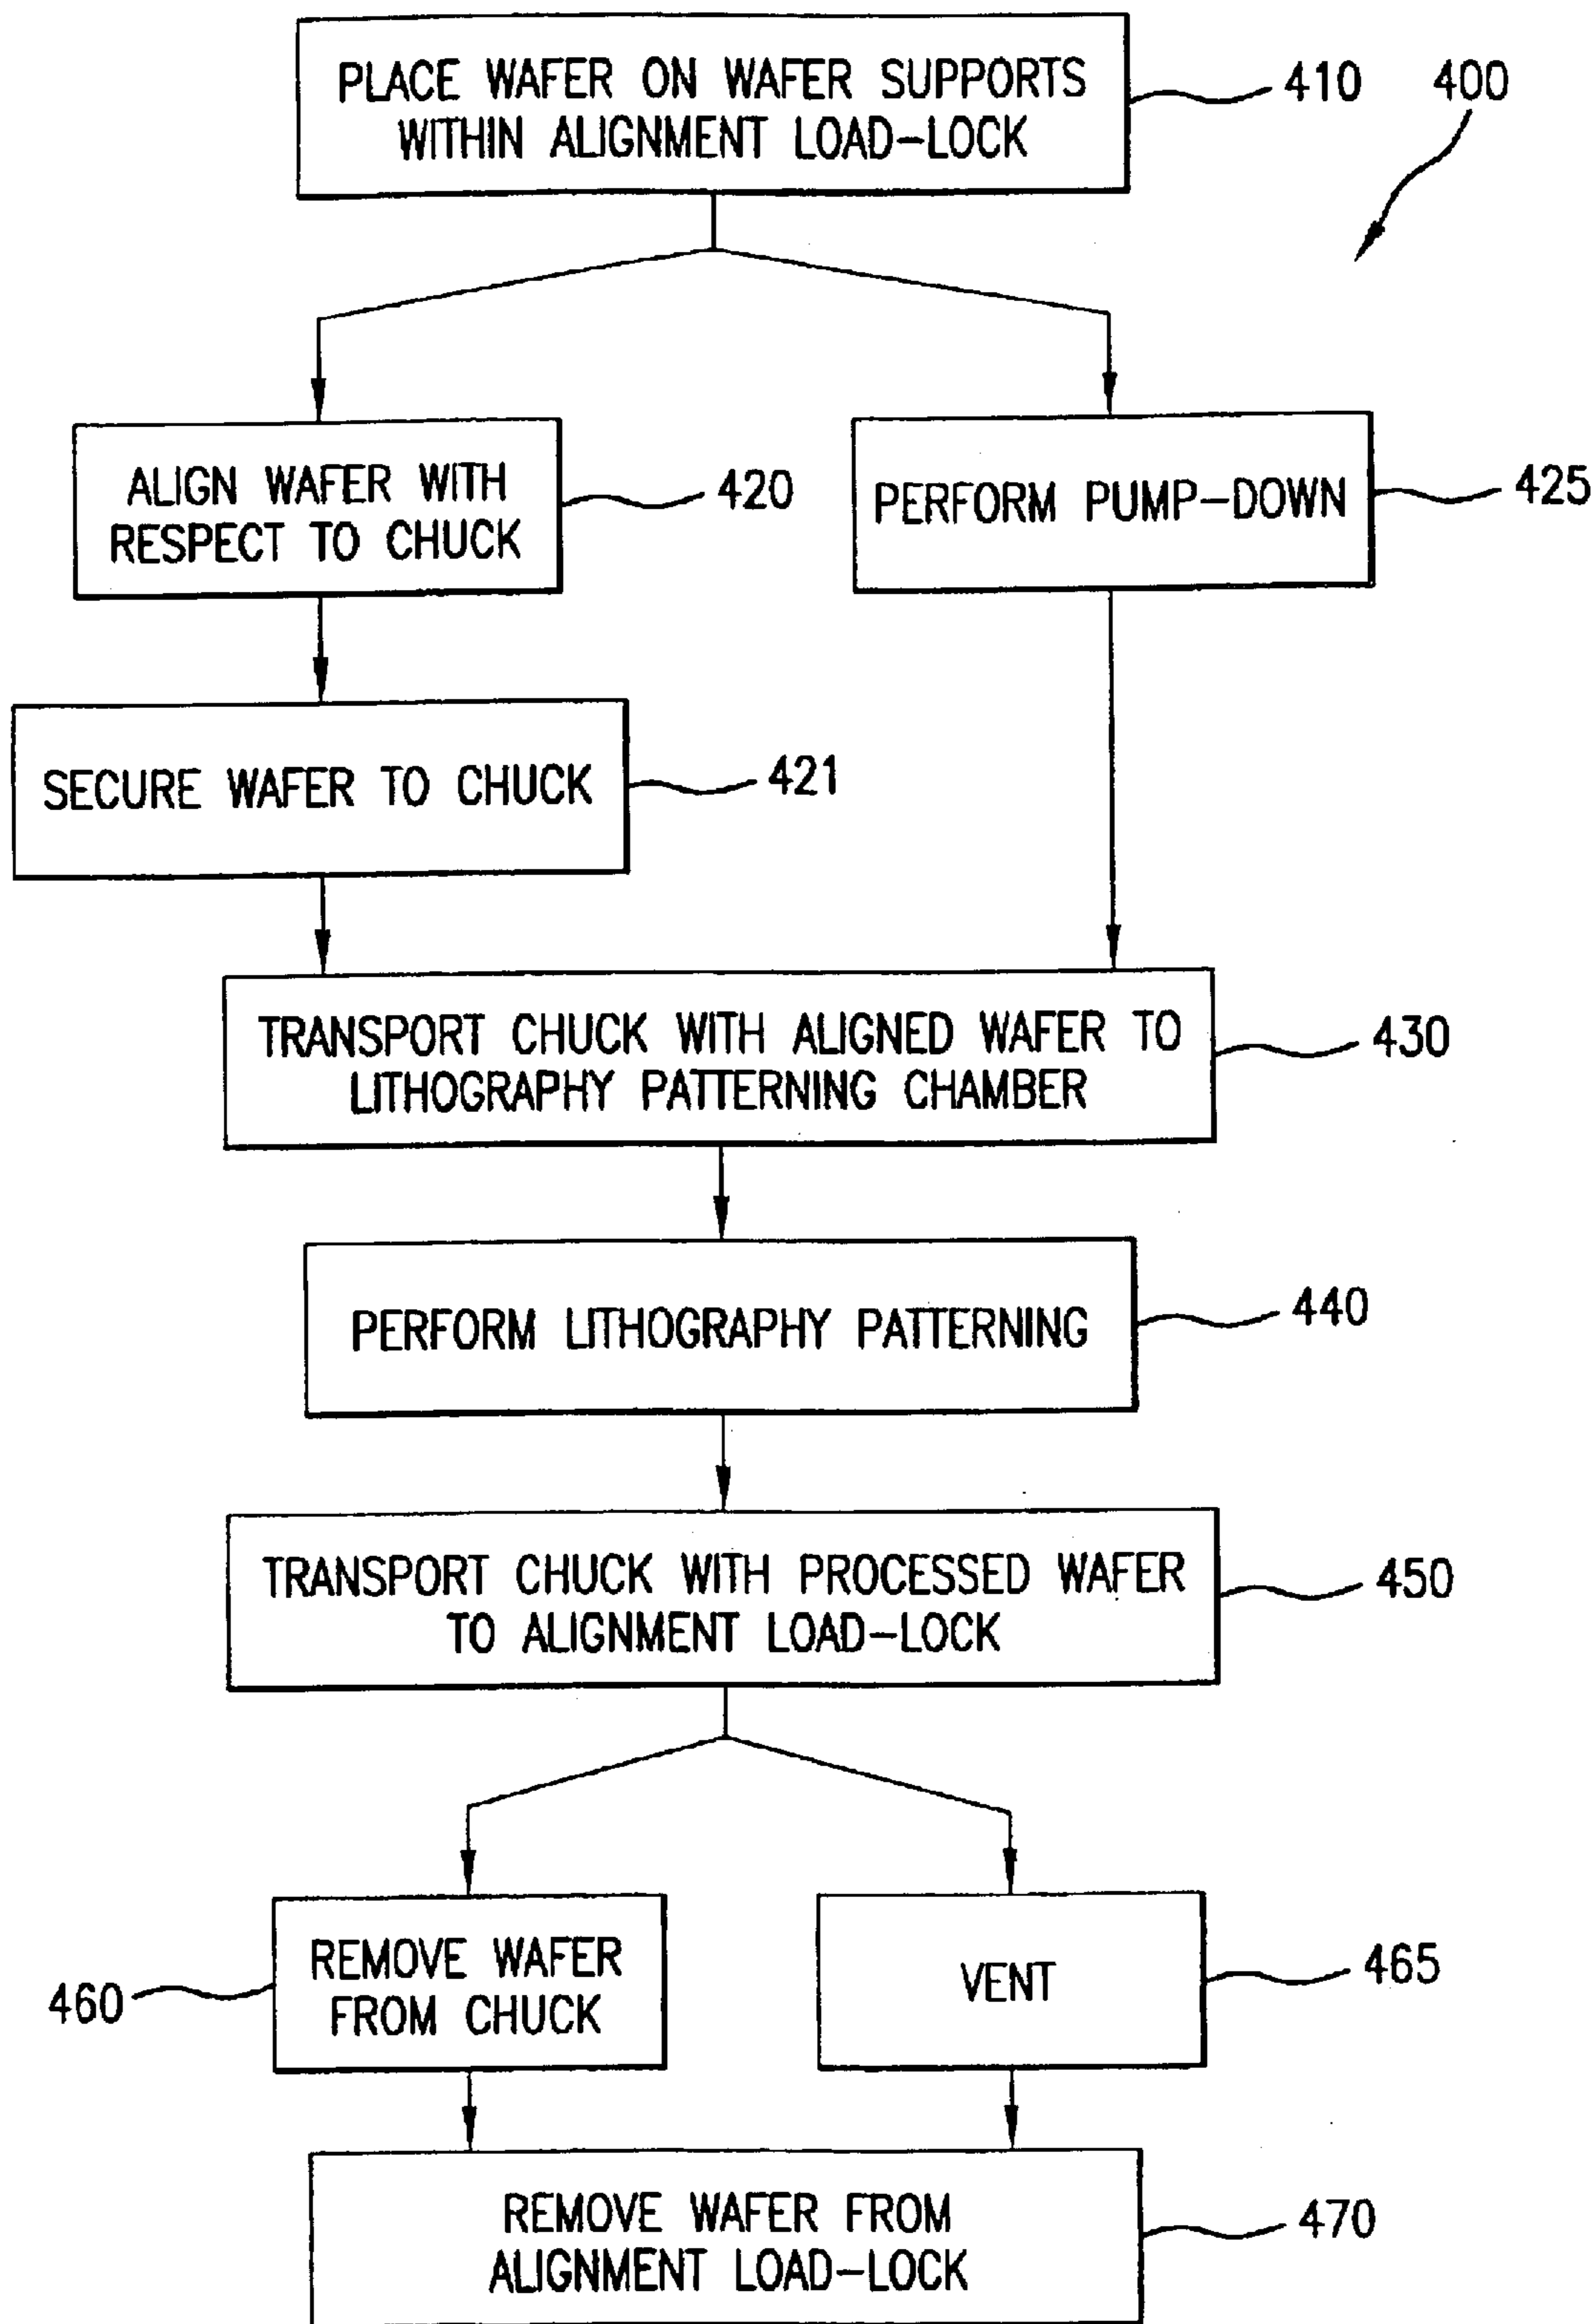 PLACE WAFER ON WAFER SUPPORTS
WITHIN ALIGNMENT LOAD-LOCK
410
400
ALIGN WAFER WITH
RESPECT TO CHUCK
420
PERFORM PUMP-DOWN
425
SECURE WAFER TO CHUCK
421
TRANSPORT CHUCK WITH ALIGNED WAFER TO
LITHOGRAPHY PATTERNING CHAMBER
430
PERFORM LITHOGRAPHY PATTERNING
440
TRANSPORT CHUCK WITH PROCESSED WAFER
TO ALIGNMENT LOAD-LOCK
450
REMOVE WAFER
FROM CHUCK
460
VENT
465
REMOVE WAFER FROM
ALIGNMENT LOAD-LOCK
470